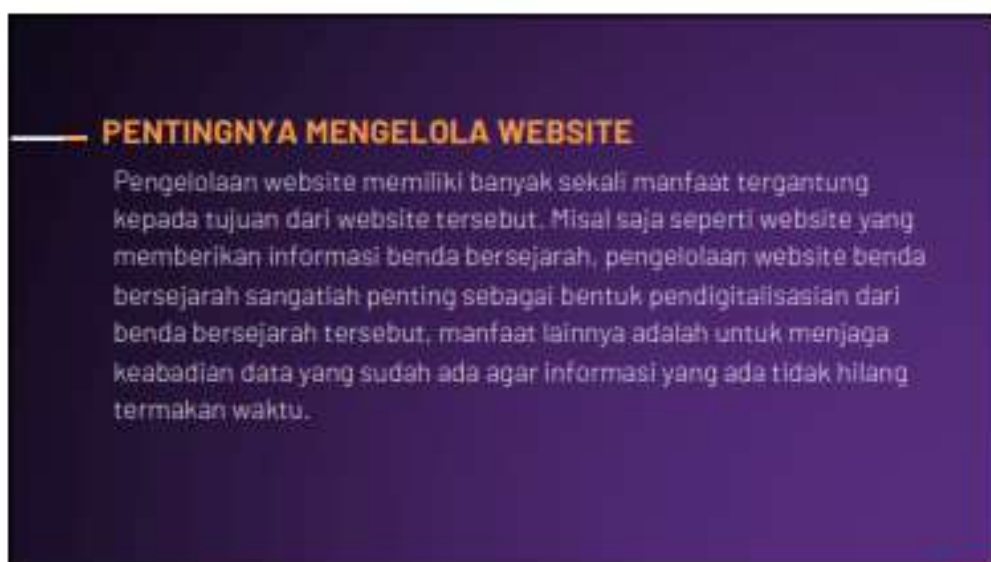 PENTINGNYA MENGELOLA WEBSITE
Pengelolaan website memiliki banyak sekali manfaat tergantung
kepada tujuan dari website tersebut. Misal saja seperti website yang
memberikan informasi benda bersejarah, pengelolaan website benda
bersejarah sangatlah penting sebagai bentuk pendigitalisasian dari
benda bersejarah tersebut, manfaat lainnya adalah untuk menjaga
keabadian data yang sudah ada agar informasi yang ada tidak hilang
termakan waktu.